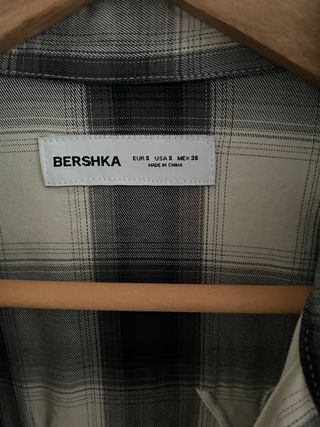 BERSHKA EUR S USA S MEX 36
MADE IN CHINA